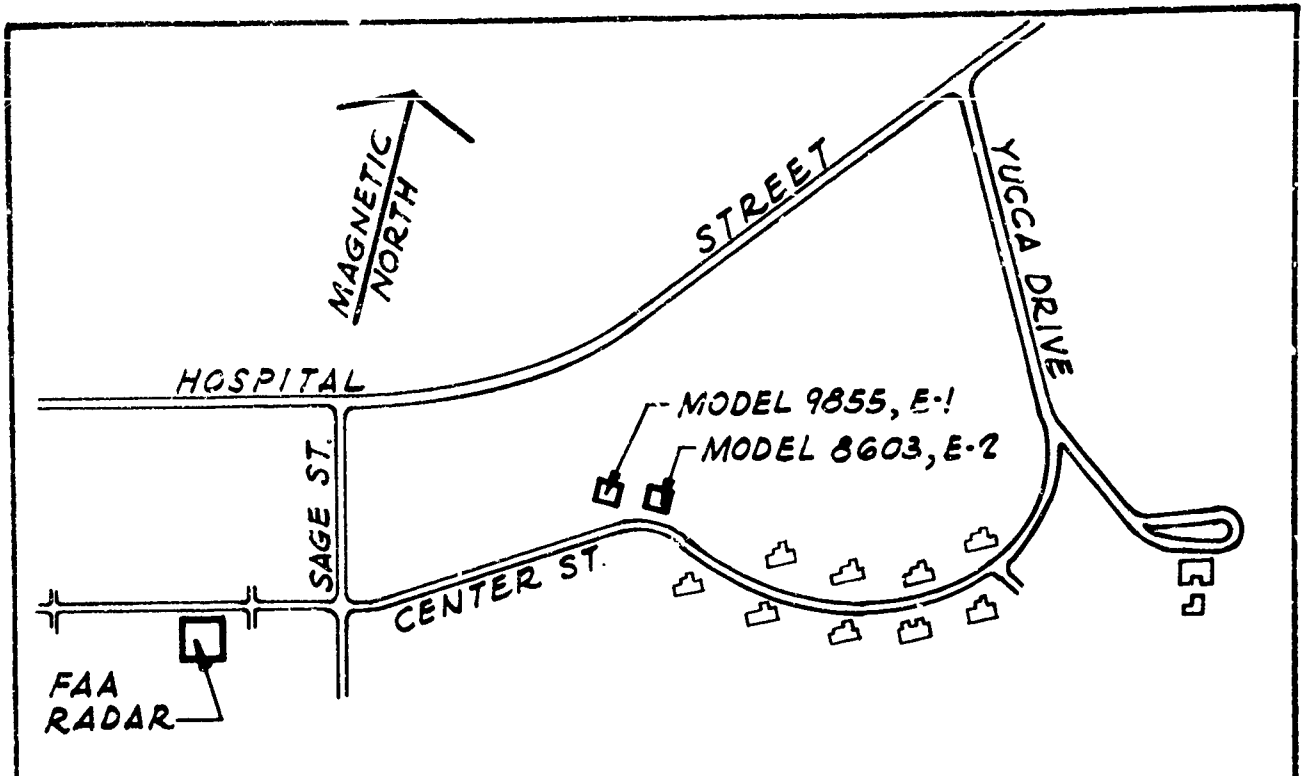 MAGNETIC
NORTH
STREET
YUCCA DRIVE
HOSPITAL
MODEL 9855, E-1
MODEL 8603, E-2
SAGE ST.
CENTER ST.
FAA
RADAR